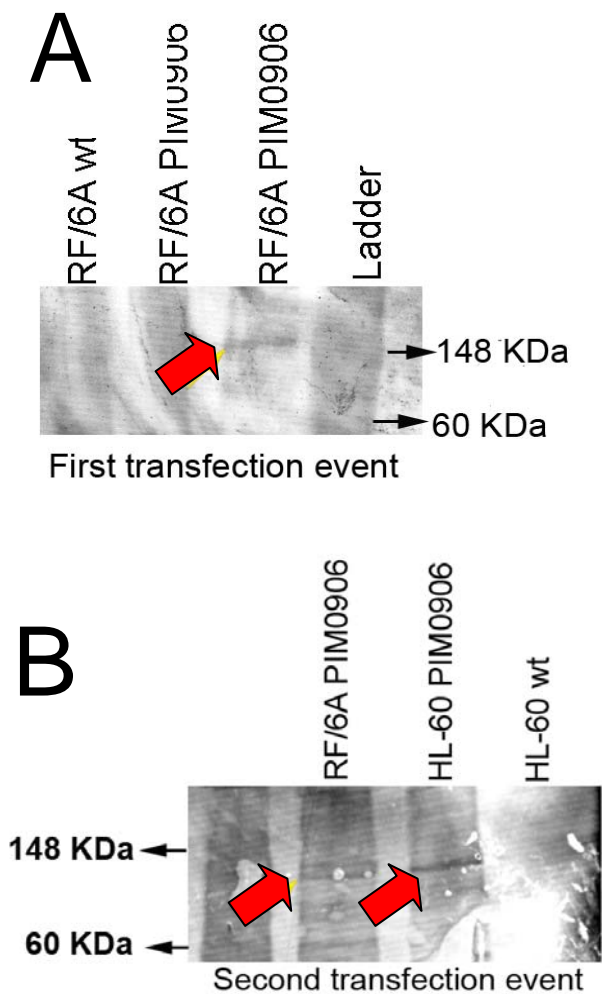 A
RF/6A wt
RF/6A PIM0906
RF/6A PIM0906
Ladder
148 KDa
60 KDa
First transfection event
B
RF/6A PIM0906
HL-60 PIM0906
HL-60 wt
148 KDa
60 KDa
Second transfection event